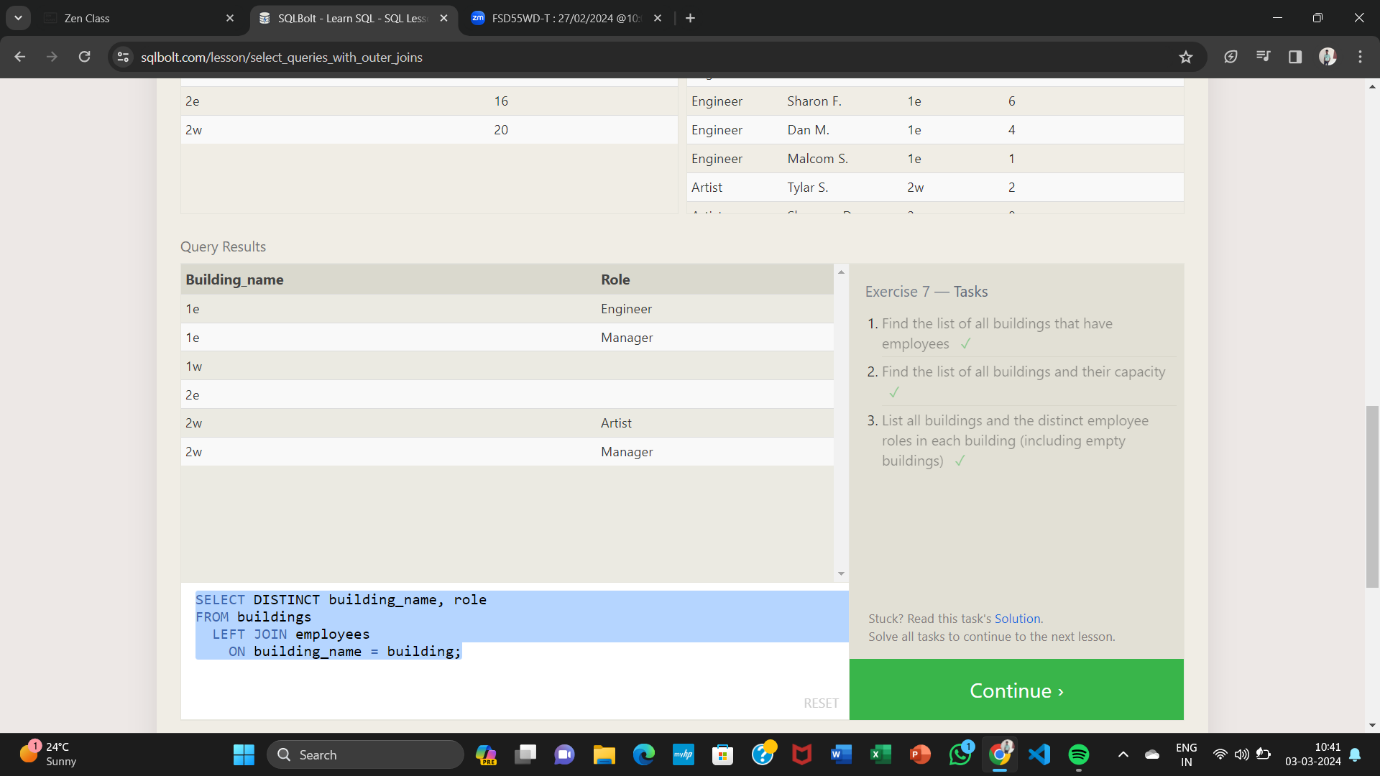 Zen Class
SQLBolt - Learn SQL - SQL Less
FSD55WD-T : 27/02/2024 @10:
sqlbolt.com/lesson/select_queries_with_outer_joins
2e 16
2w 20
Engineer Sharon F. 1e 6
Engineer Dan M. 1e 4
Engineer Malcom S. 1e 1
Artist Tylar S. 2w 2
Query Results
Building_name Role
1e Engineer
1e Manager
1w
2e
2w Artist
2w Manager
Exercise 7 — Tasks
1. Find the list of all buildings that have
employees ✓
2. Find the list of all buildings and their capacity
✓
3. List all buildings and the distinct employee
roles in each building (including empty
buildings) ✓
SELECT DISTINCT building_name, role
FROM buildings
LEFT JOIN employees
ON building_name = building;
RESET
Stuck? Read this task's Solution.
Solve all tasks to continue to the next lesson.
Continue ›
1
24°C
Sunny
Search
PRE
myhp
1
ENG
IN
10:41
03-03-2024